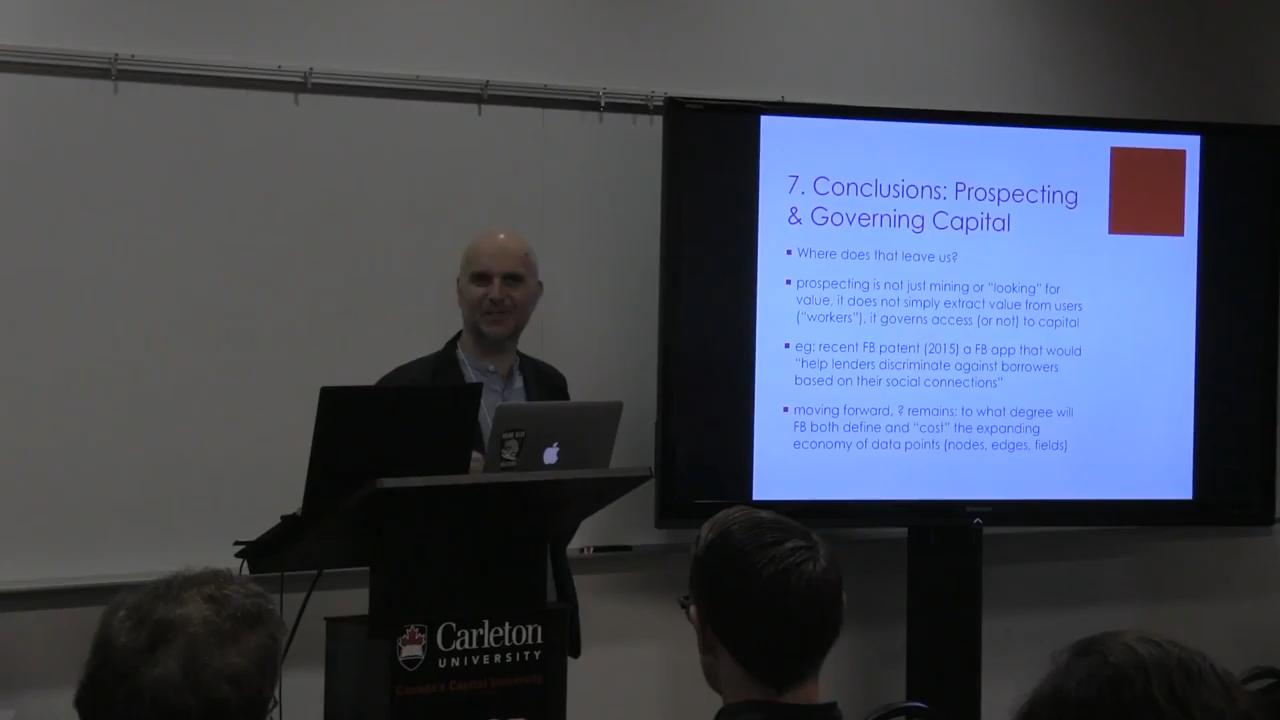 7. Conclusions: Prospecting
& Governing Capital
Where does that leave us?
prospecting is not just mining or "looking" for
value, it does not simply extract value from users
("workers"), it governs access (or not) to capital
eg: recent FB patent (2015) a FB app that would
"help lenders discriminate against borrowers
based on their social connections"
moving forward, ? remains: to what degree will
FB both define and "cost" the expanding
economy of data points (nodes, edges, fields)
Carleton
UNIVERSITY
Canada's Capital University